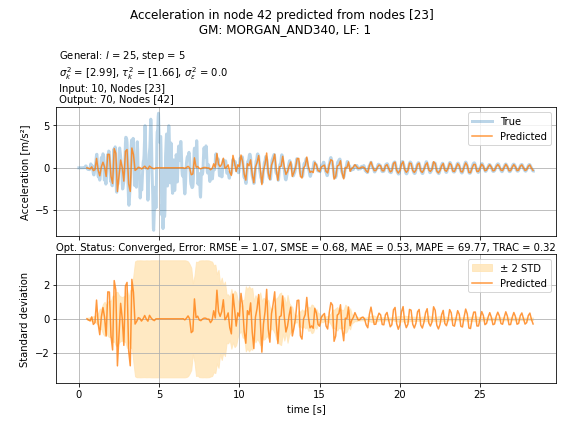 Acceleration in node 42 predicted from nodes [23]
GM: MORGAN_AND340, LF: 1
General: l = 25, step = 5
σ²ₖ = [2.99], τ²ₖ = [1.66], σ²ε = 0.0
Input: 10, Nodes [23]
Output: 70, Nodes [42]
Acceleration [m/s²]
5
0
−5
True
Predicted
Opt. Status: Converged, Error: RMSE = 1.07, SMSE = 0.68, MAE = 0.53, MAPE = 69.77, TRAC = 0.32
Standard deviation
2
0
−2
± 2 STD
Predicted
0 5 10 15 20 25
time [s]